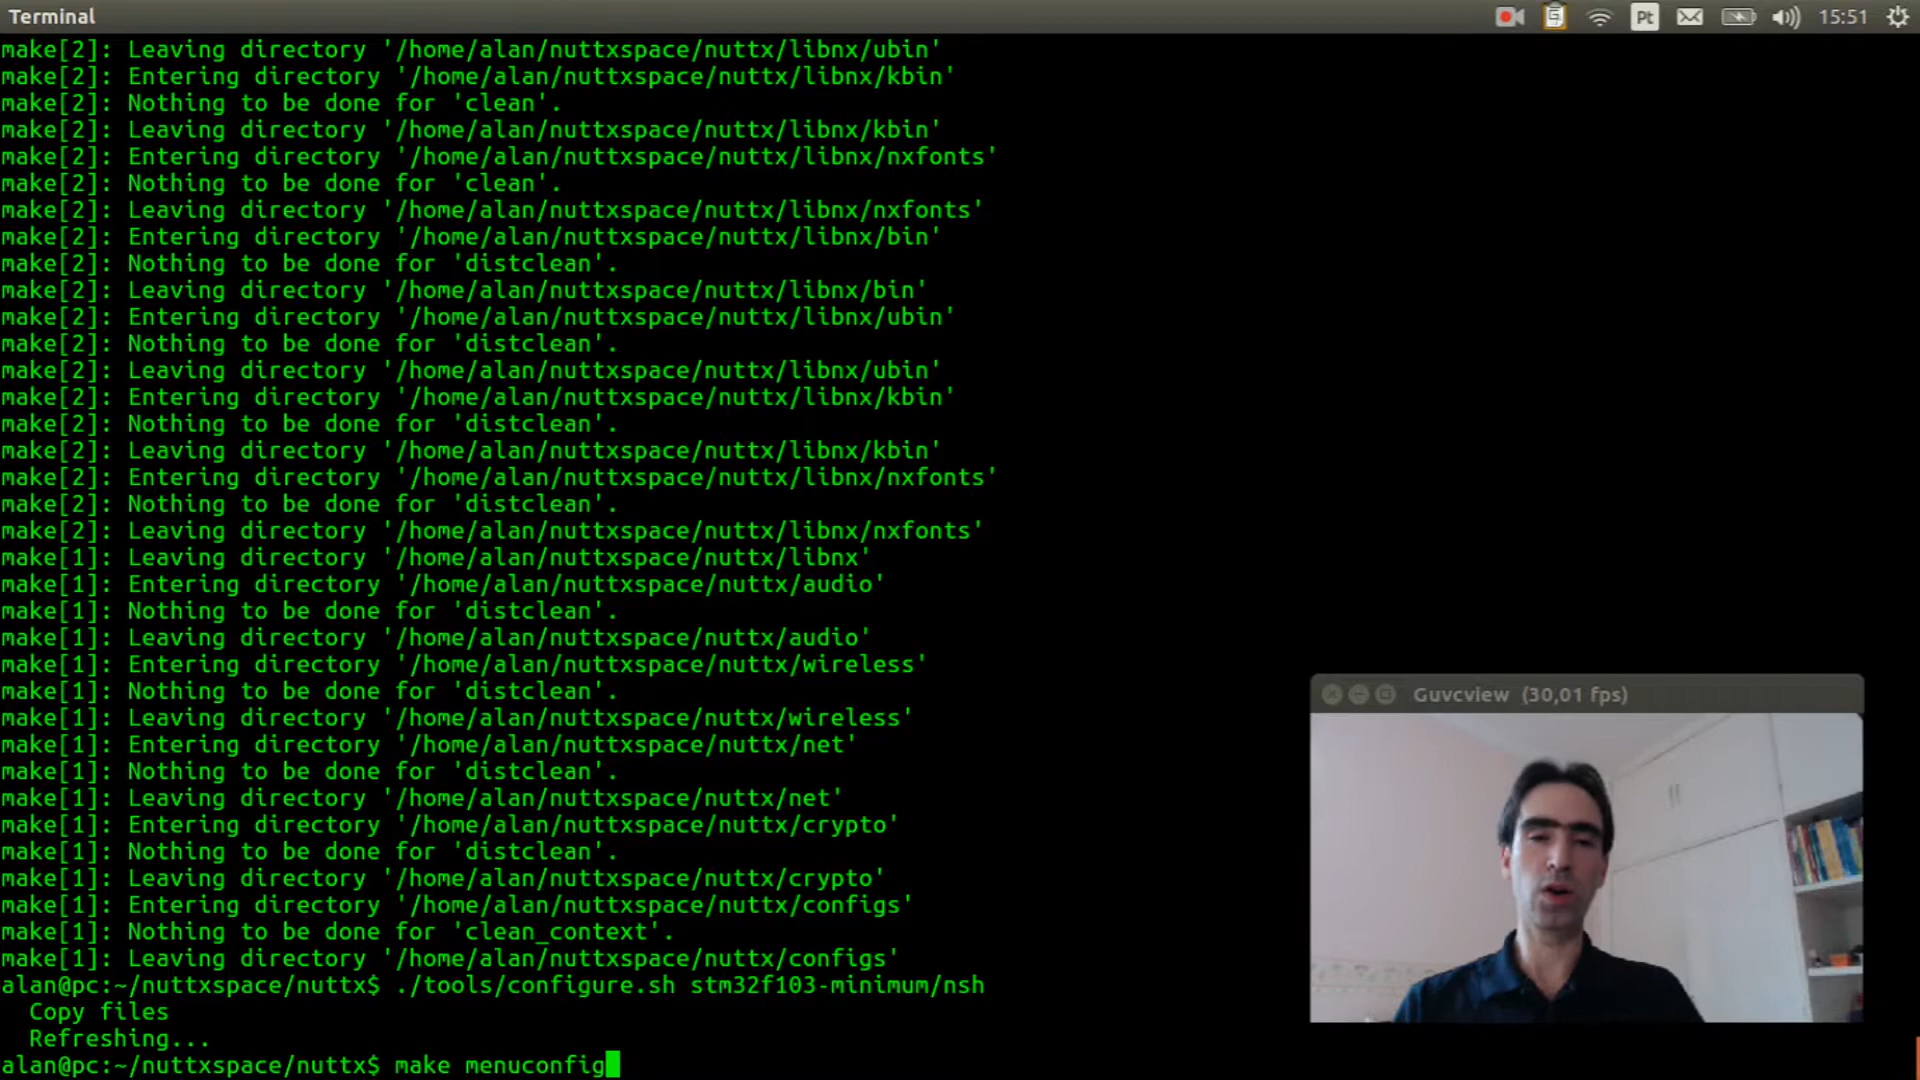 Terminal
Pt
15:51
make[2]: Leaving directory '/home/alan/nuttxspace/nuttx/libnx/ubin'
make[2]: Entering directory '/home/alan/nuttxspace/nuttx/libnx/kbin'
make[2]: Nothing to be done for 'clean'.
make[2]: Leaving directory '/home/alan/nuttxspace/nuttx/libnx/kbin'
make[2]: Entering directory '/home/alan/nuttxspace/nuttx/libnx/nxfonts'
make[2]: Nothing to be done for 'clean'.
make[2]: Leaving directory '/home/alan/nuttxspace/nuttx/libnx/nxfonts'
make[2]: Entering directory '/home/alan/nuttxspace/nuttx/libnx/bin'
make[2]: Nothing to be done for 'distclean'.
make[2]: Leaving directory '/home/alan/nuttxspace/nuttx/libnx/bin'
make[2]: Entering directory '/home/alan/nuttxspace/nuttx/libnx/ubin'
make[2]: Nothing to be done for 'distclean'.
make[2]: Leaving directory '/home/alan/nuttxspace/nuttx/libnx/ubin'
make[2]: Entering directory '/home/alan/nuttxspace/nuttx/libnx/kbin'
make[2]: Nothing to be done for 'distclean'.
make[2]: Leaving directory '/home/alan/nuttxspace/nuttx/libnx/kbin'
make[2]: Entering directory '/home/alan/nuttxspace/nuttx/libnx/nxfonts'
make[2]: Nothing to be done for 'distclean'.
make[2]: Leaving directory '/home/alan/nuttxspace/nuttx/libnx/nxfonts'
make[1]: Leaving directory '/home/alan/nuttxspace/nuttx/libnx'
make[1]: Entering directory '/home/alan/nuttxspace/nuttx/audio'
make[1]: Nothing to be done for 'distclean'.
make[1]: Leaving directory '/home/alan/nuttxspace/nuttx/audio'
make[1]: Entering directory '/home/alan/nuttxspace/nuttx/wireless'
make[1]: Nothing to be done for 'distclean'.
make[1]: Leaving directory '/home/alan/nuttxspace/nuttx/wireless'
make[1]: Entering directory '/home/alan/nuttxspace/nuttx/net'
make[1]: Nothing to be done for 'distclean'.
make[1]: Leaving directory '/home/alan/nuttxspace/nuttx/net'
make[1]: Entering directory '/home/alan/nuttxspace/nuttx/crypto'
make[1]: Nothing to be done for 'distclean'.
make[1]: Leaving directory '/home/alan/nuttxspace/nuttx/crypto'
make[1]: Entering directory '/home/alan/nuttxspace/nuttx/configs'
make[1]: Nothing to be done for 'clean_context'.
make[1]: Leaving directory '/home/alan/nuttxspace/nuttx/configs'
alan@pc:~/nuttxspace/nuttx$ ./tools/configure.sh stm32f103-minimum/nsh
Copy files
Refreshing...
alan@pc:~/nuttxspace/nuttx$ make menuconfig
Guvcview (30,01 fps)